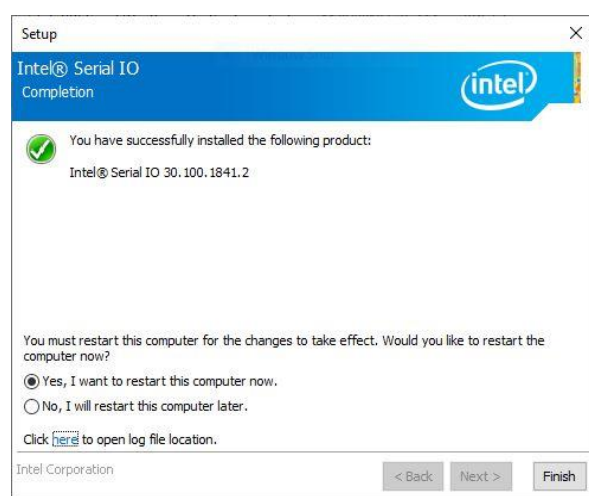 Setup
Intel® Serial IO
Completion
intel
You have successfully installed the following product:
Intel® Serial IO 30.100.1841.2
You must restart this computer for the changes to take effect. Would you like to restart the
computer now?
Yes, I want to restart this computer now.
No, I will restart this computer later.
Click here to open log file location.
Intel Corporation
< Back
Next >
Finish